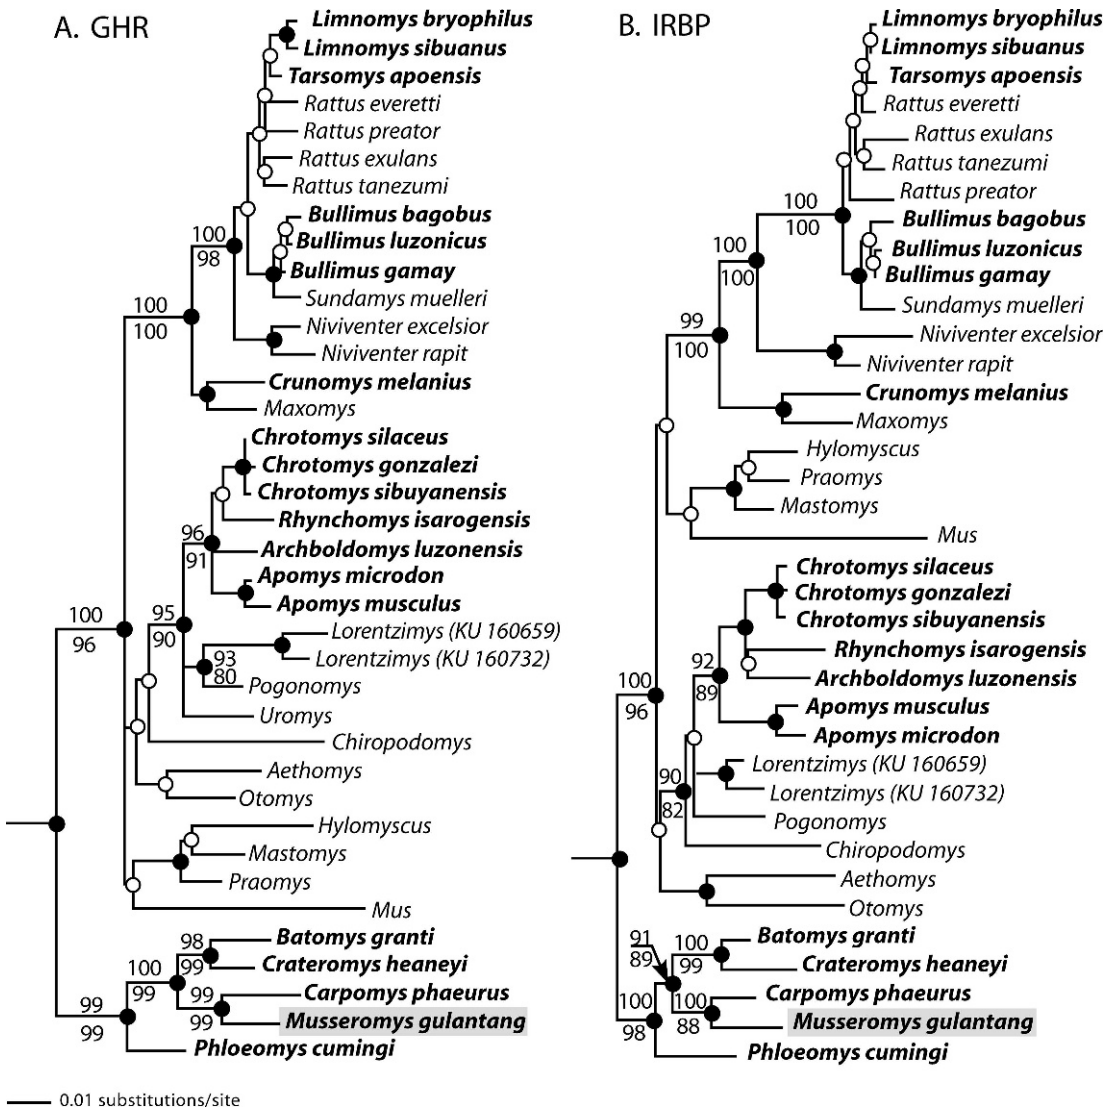 A. GHR
Limnomys bryophilus
Limnomys sibuanus
Tarsomys apoensis
Rattus everetti
Rattus preator
Rattus exulans
Rattus tanezumi
Bullimus bagobus
100
Bullimus luzonicus
98
Bullimus gamay
Sundamys muelleri
100
Niviventer excelsior
100
Niviventer rapit
Crunomys melanius
Maxomys
Chrotomys silaceus
Chrotomys gonzalezi
Chrotomys sibuyanensis
Rhynchomys isarogensis
96
Archboldomys luzonensis
91
Apomys microdon
Apomys musculus
100
95
96
90
Lorentzimys (KU 160659)
93
Lorentzimys (KU 160732)
80
Pogonomys
Uromys
Chiropodomys
Aethomys
Otomys
Hylomyscus
Mastomys
Praomys
Mus
Batomys granti
98
99
Crateromys heaneyi
100
99
Carpomys phaeurus
99
99
Musseromys gulantang
99
99
Phloeomys cumingi
0.01 substitutions/site
B. IRBP
Limnomys bryophilus
Limnomys sibuanus
Tarsomys apoensis
Rattus everetti
Rattus exulans
Rattus tanezumi
Rattus preator
100
100
Bullimus bagobus
100
Bullimus luzonicus
100
Bullimus gamay
Sundamys muelleri
99
100
Niviventer excelsior
Niviventer rapit
Crunomys melanius
Maxomys
Hylomyscus
Praomys
Mastomys
Mus
Chrotomys silaceus
Chrotomys gonzalezi
Chrotomys sibuyanensis
Rhynchomys isarogensis
92
89
Archboldomys luzonensis
100
96
Apomys musculus
Apomys microdon
90
82
Lorentzimys (KU 160659)
Lorentzimys (KU 160732)
Pogonomys
Chiropodomys
Aethomys
Otomys
91
89
Batomys granti
100
99
Crateromys heaneyi
Carpomys phaeurus
100
88
Musseromys gulantang
100
98
Phloeomys cumingi